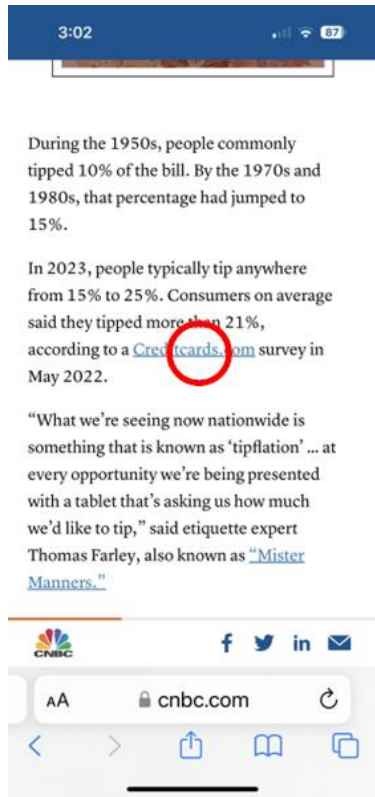 3:02
87
During the 1950s, people commonly
tipped 10% of the bill. By the 1970s and
1980s, that percentage had jumped to
15%.
In 2023, people typically tip anywhere
from 15% to 25%. Consumers on average
said they tipped more than 21%,
according to a Creditcards.com survey in
May 2022.
“What we’re seeing now nationwide is
something that is known as ‘tipflation’ ... at
every opportunity we’re being presented
with a tablet that’s asking us how much
we’d like to tip,” said etiquette expert
Thomas Farley, also known as “Mister
Manners.”
CNBC
f in
AA cnbc.com